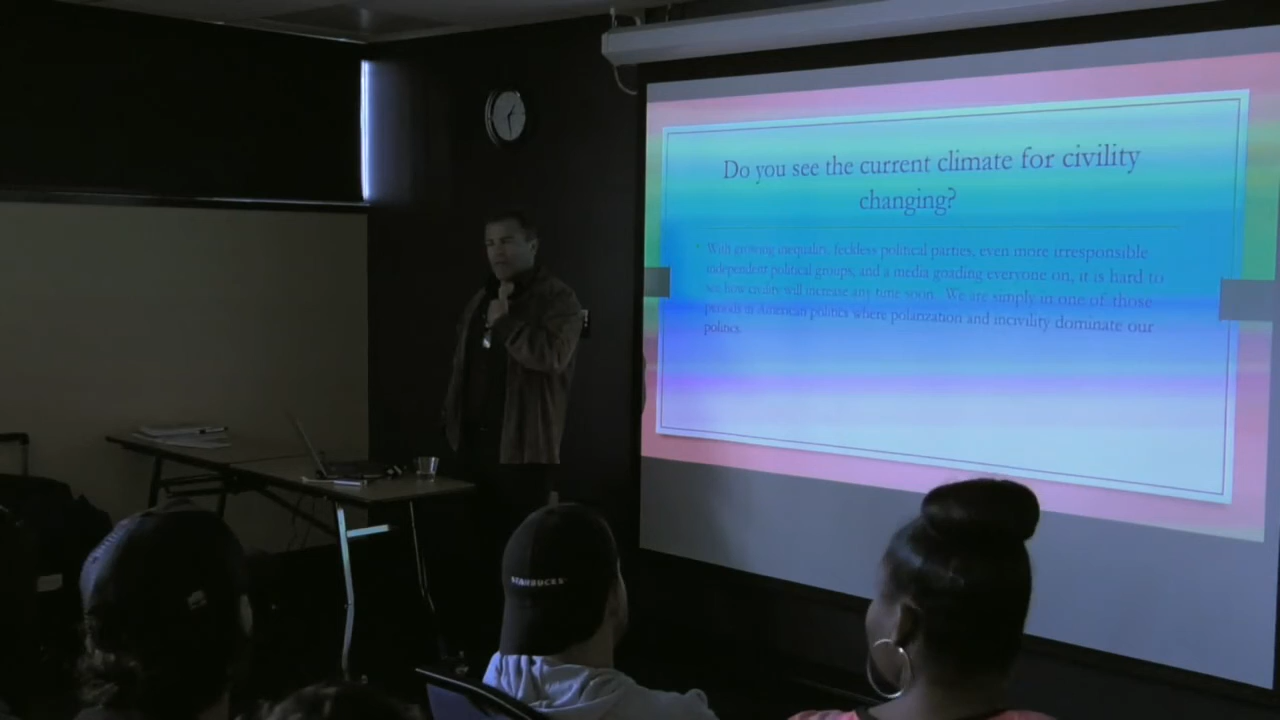 Do you see the current climate for civility
changing?
With growing inequality, feckless political parties, even more irresponsible
independent political groups, and a media goading everyone on, it is hard to
see how civility will increase any time soon. We are simply in one of those
periods in American politics where polarization and incivility dominate our
politics.
STARBUCKS